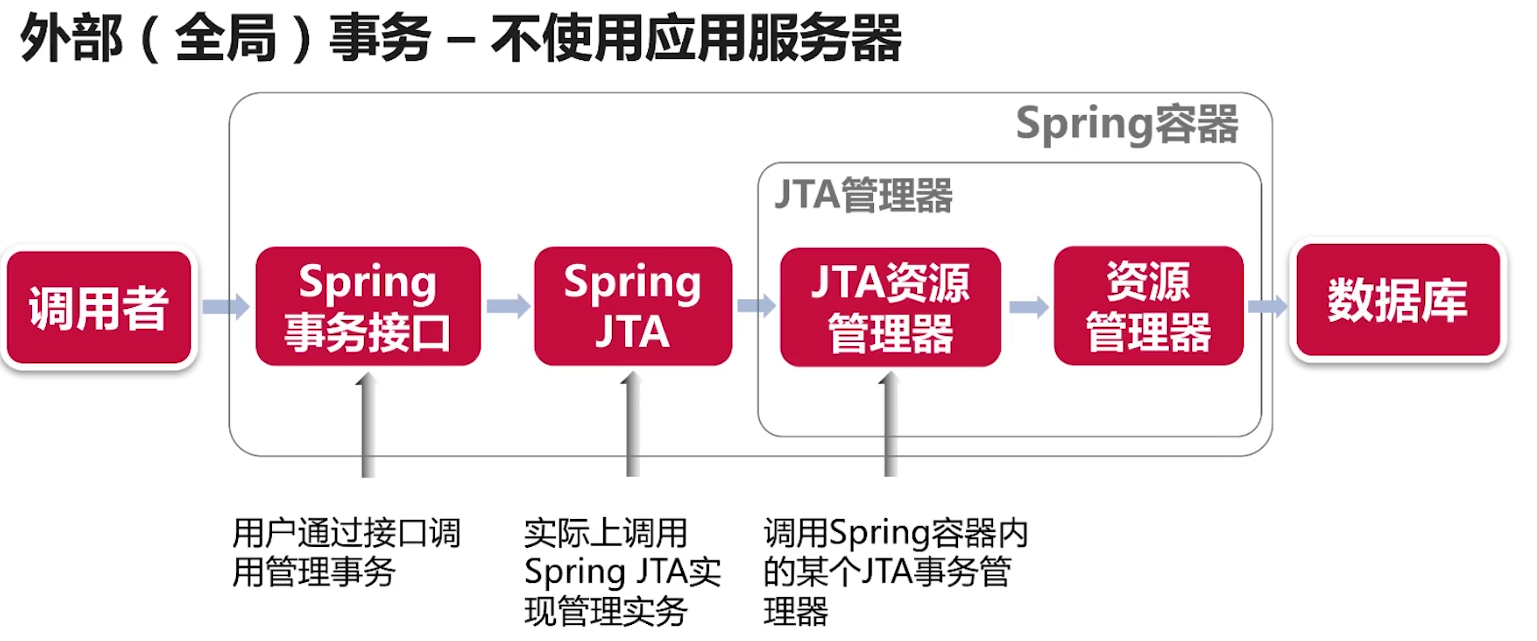 外部（全局）事务 – 不使用应用服务器
Spring容器
JTA管理器
调用者
Spring
事务接口
Spring
JTA
JTA资源
管理器
资源
管理器
数据库
用户通过接口调
用管理事务
实际上调用
Spring JTA实
现管理实务
调用Spring容器内
的某个JTA事务管
理器